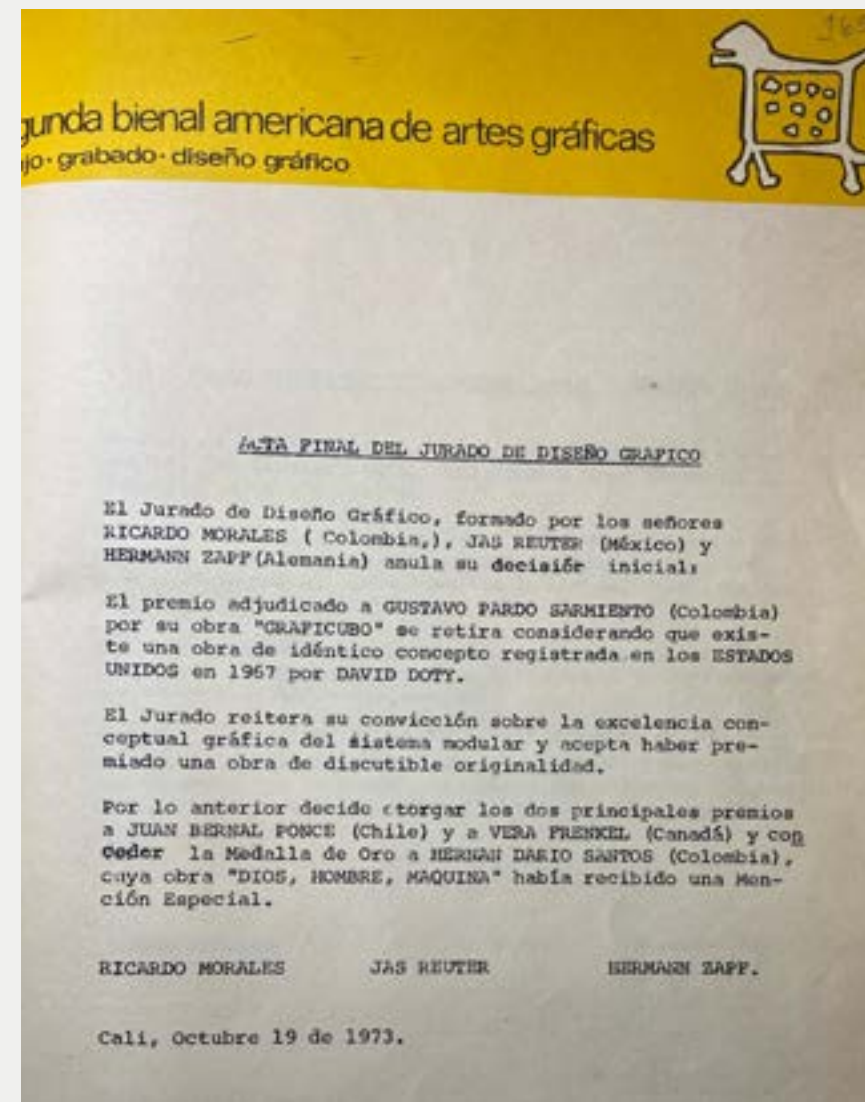 165
gunda bienal americana de artes gráficas
ujo · grabado · diseño gráfico
ACTA FINAL DEL JURADO DE DISEÑO GRAFICO
El Jurado de Diseño Gráfico, formado por los señores
RICARDO MORALES ( Colombia,), JAS REUTER (México) y
HERMANN ZAPF(Alemania) anula su decisión inicial:
El premio adjudicado a GUSTAVO PARDO SARMIENTO (Colombia)
por su obra "GRAFICUBO" se retira considerando que exis-
te una obra de idéntico concepto registrada en los ESTADOS
UNIDOS en 1967 por DAVID DOTY.
El Jurado reitera su convicción sobre la excelencia con-
ceptual gráfica del sistema modular y acepta haber pre-
miado una obra de discutible originalidad.
Por lo anterior decide otorgar los dos principales premios
a JUAN BERNAL PONCE (Chile) y a VERA FRENKEL (Canadá) y con
ceder la Medalla de Oro a HERNAN DARIO SANTOS (Colombia),
cuya obra "DIOS, HOMBRE, MAQUINA" había recibido una Men-
ción Especial.
RICARDO MORALES JAS REUTER HERMANN ZAPF.
Cali, Octubre 19 de 1973.